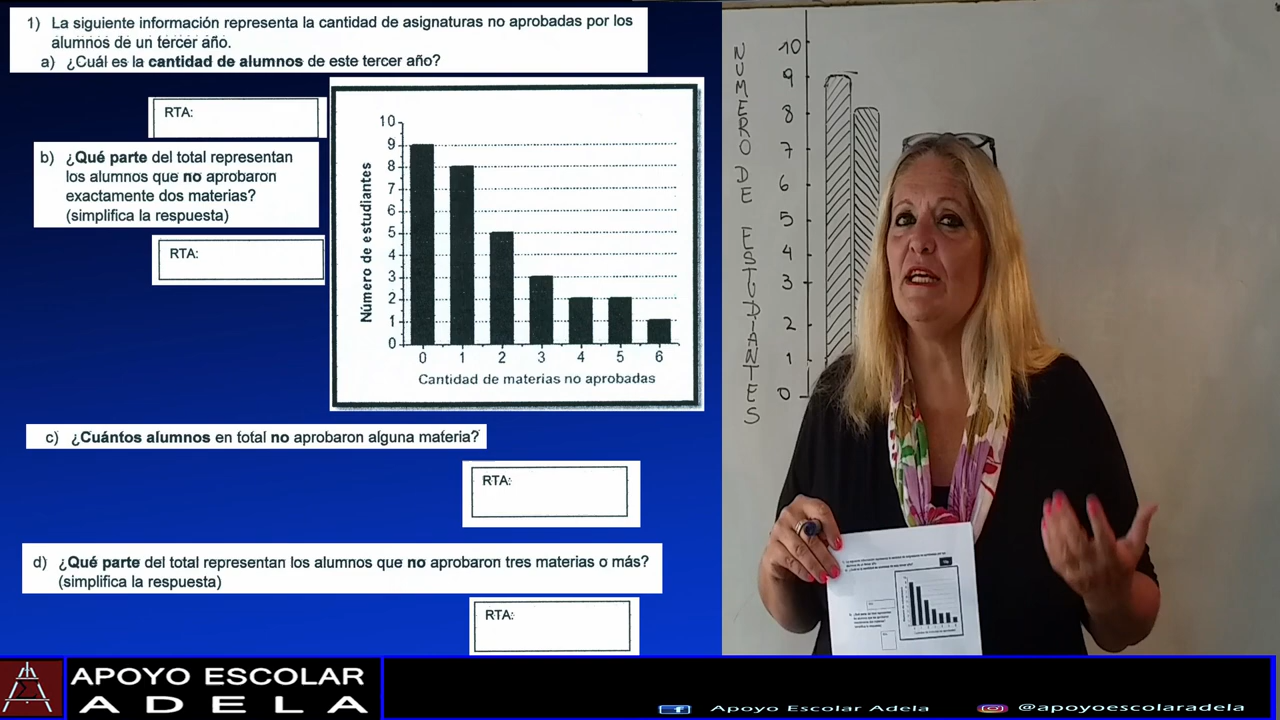 1) La siguiente información representa la cantidad de asignaturas no aprobadas por los
alumnos de un tercer año.
a) ¿Cuál es la cantidad de alumnos de este tercer año?
RTA:
b) ¿Qué parte del total representan
los alumnos que no aprobaron
exactamente dos materias?
(simplifica la respuesta)
RTA:
Número de estudiantes
10
9
8
7
6
5
4
3
2
1
0
0 1 2 3 4 5 6
Cantidad de materias no aprobadas
c) ¿Cuántos alumnos en total no aprobaron alguna materia?
RTA:
d) ¿Qué parte del total representan los alumnos que no aprobaron tres materias o más?
(simplifica la respuesta)
RTA:
NUMERO DE ESTUDIANTES
10
9
8
7
6
5
4
3
2
1
0
APOYO ESCOLAR
ADELA
Apoyo Escolar Adela
@apoyoescolaradela